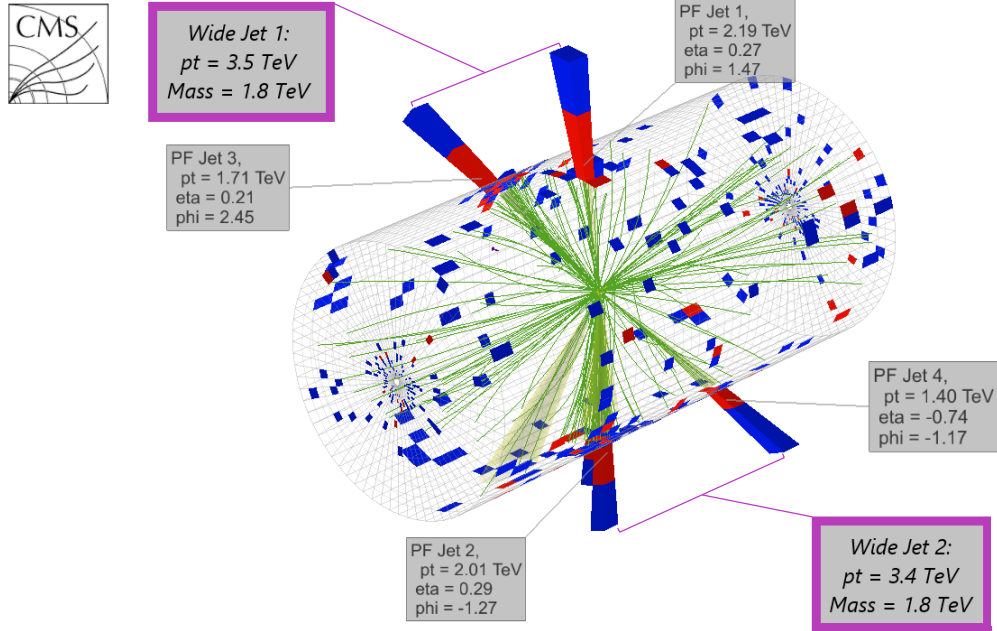 CMS
Wide Jet 1:
pt = 3.5 TeV
Mass = 1.8 TeV
PF Jet 1,
pt = 2.19 TeV
eta = 0.27
phi = 1.47
PF Jet 3,
pt = 1.71 TeV
eta = 0.21
phi = 2.45
PF Jet 4,
pt = 1.40 TeV
eta = -0.74
phi = -1.17
PF Jet 2,
pt = 2.01 TeV
eta = 0.29
phi = -1.27
Wide Jet 2:
pt = 3.4 TeV
Mass = 1.8 TeV